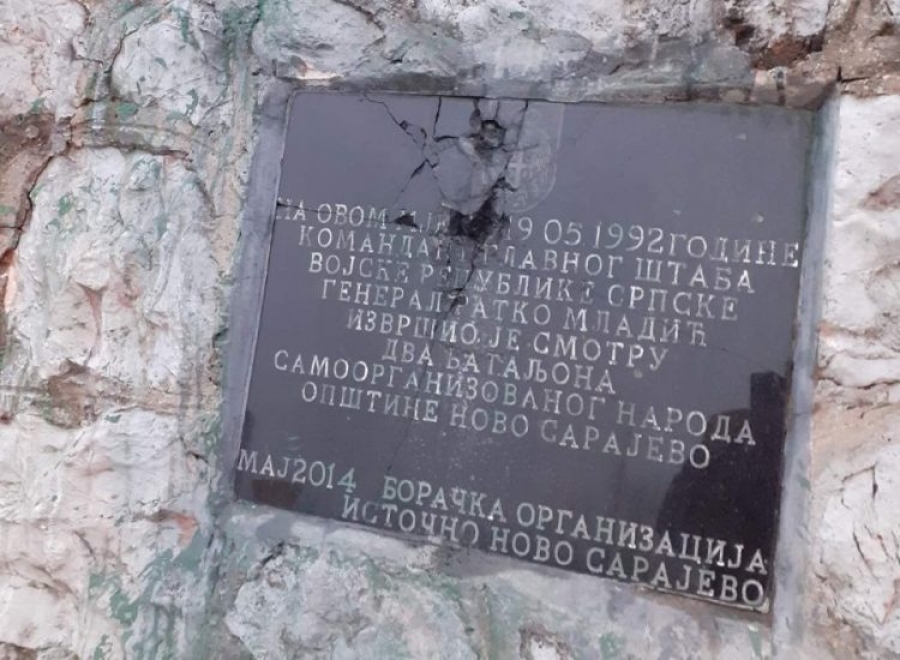 НА ОВОМ 19 05 1992 ГОДИНЕ
КОМАНДАНТ ГЛАВНОГ ШТАБА
ВОЈСКЕ РЕПУБЛИКЕ СРПСКЕ
ГЕНЕРАЛ РАТКО МЛАДИЋ
ИЗВРШИО ЈЕ СМОТРУ
ДВА БАТАЉОНА
САМООРГАНИЗОВАНОГ НАРОДА
ОПШТИНЕ НОВО САРАЈЕВО
МАЈ 2014 БОРАЧКА ОРГАНИЗАЦИЈА
ИСТОЧНО НОВО САРАЈЕВО